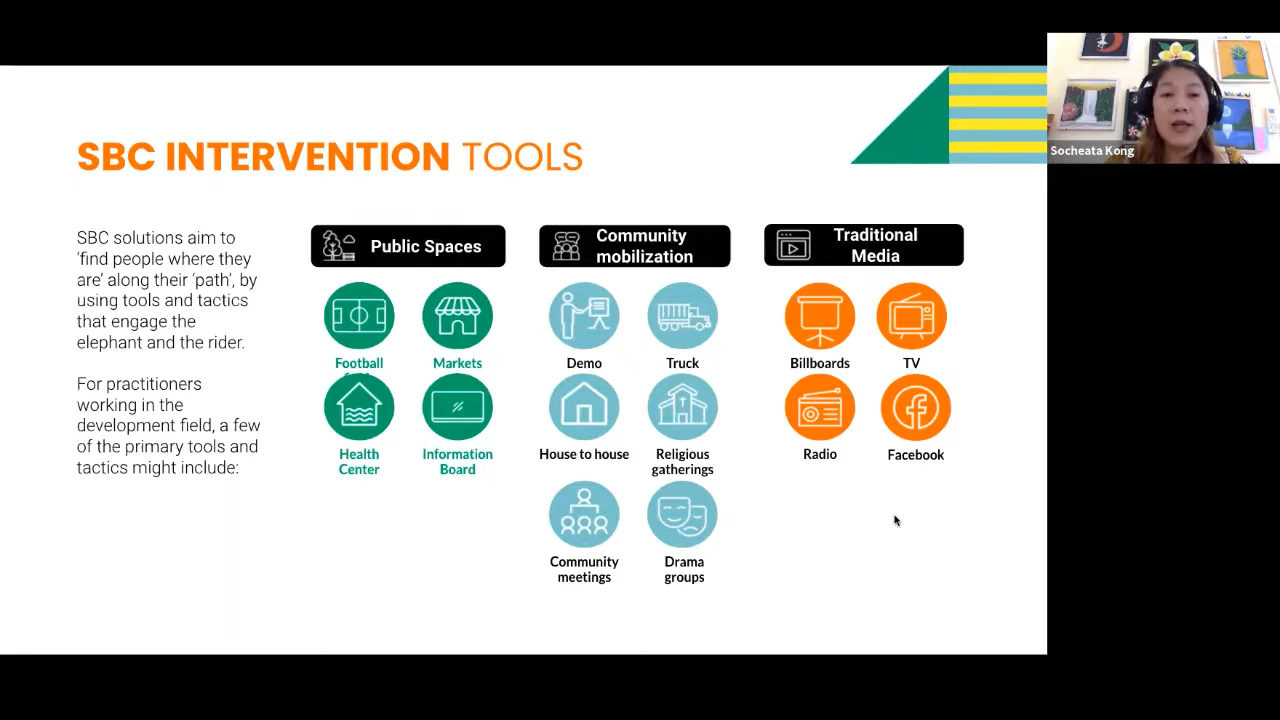 SBC INTERVENTION TOOLS
SBC solutions aim to
‘find people where they
are’ along their ‘path’, by
using tools and tactics
that engage the
elephant and the rider.
For practitioners
working in the
development field, a few
of the primary tools and
tactics might include:
Public Spaces
Football
Markets
Health
Center
Information
Board
Community
mobilization
Demo
Truck
House to house
Religious
gatherings
Community
meetings
Drama
groups
Traditional
Media
Billboards
TV
Radio
Facebook
Socheata Kong